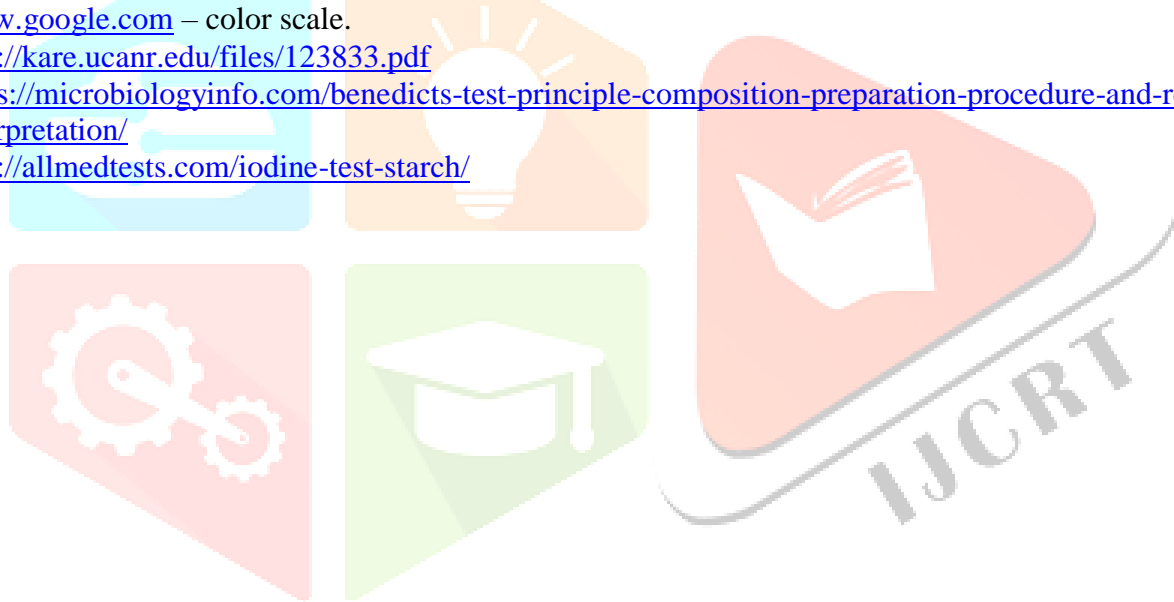 w.google.com – color scale.
://kare.ucanr.edu/files/123833.pdf
s://microbiologyinfo.com/benedicts-test-principle-composition-preparation-procedure-and-r
rpretation/
://allmedtests.com/iodine-test-starch/
IJCRT